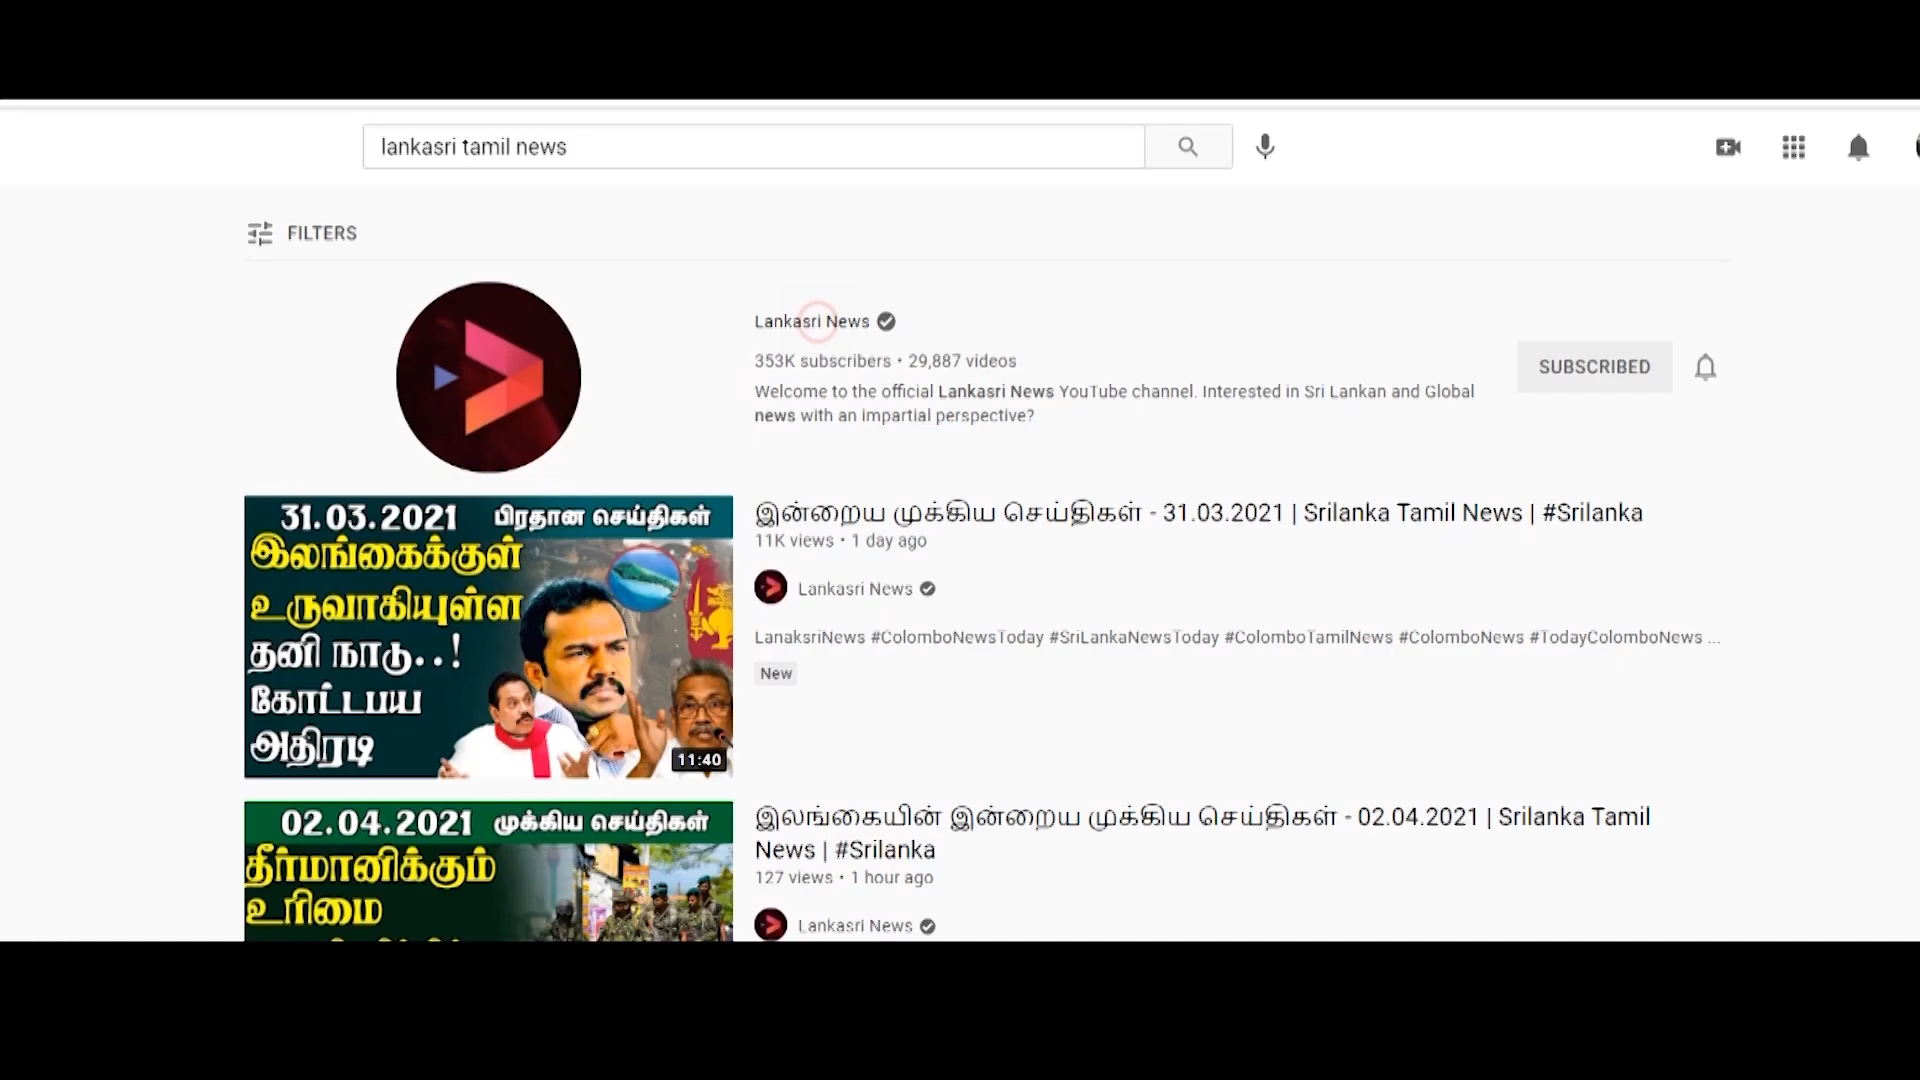 lankasri tamil news
FILTERS
Lankasri News
353K subscribers • 29,887 videos
SUBSCRIBED
Welcome to the official Lankasri News YouTube channel. Interested in Sri Lankan and Global
news with an impartial perspective?
31.03.2021 பிரதான செய்திகள்
இலங்கைக்குள்
உருவாகியுள்ள
தனி நாடு..!
கோட்டபய
அதிரடி
11:40
இன்றைய முக்கிய செய்திகள் - 31.03.2021 | Srilanka Tamil News | #Srilanka
11K views • 1 day ago
Lankasri News
LanaksriNews #ColomboNewsToday #SriLankaNewsToday #ColomboTamilNews #ColomboNews #TodayColomboNews ...
New
02.04.2021 முக்கிய செய்திகள்
தீர்மானிக்கும்
உரிமை
இலங்கையின் இன்றைய முக்கிய செய்திகள் - 02.04.2021 | Srilanka Tamil
News | #Srilanka
127 views • 1 hour ago
Lankasri News